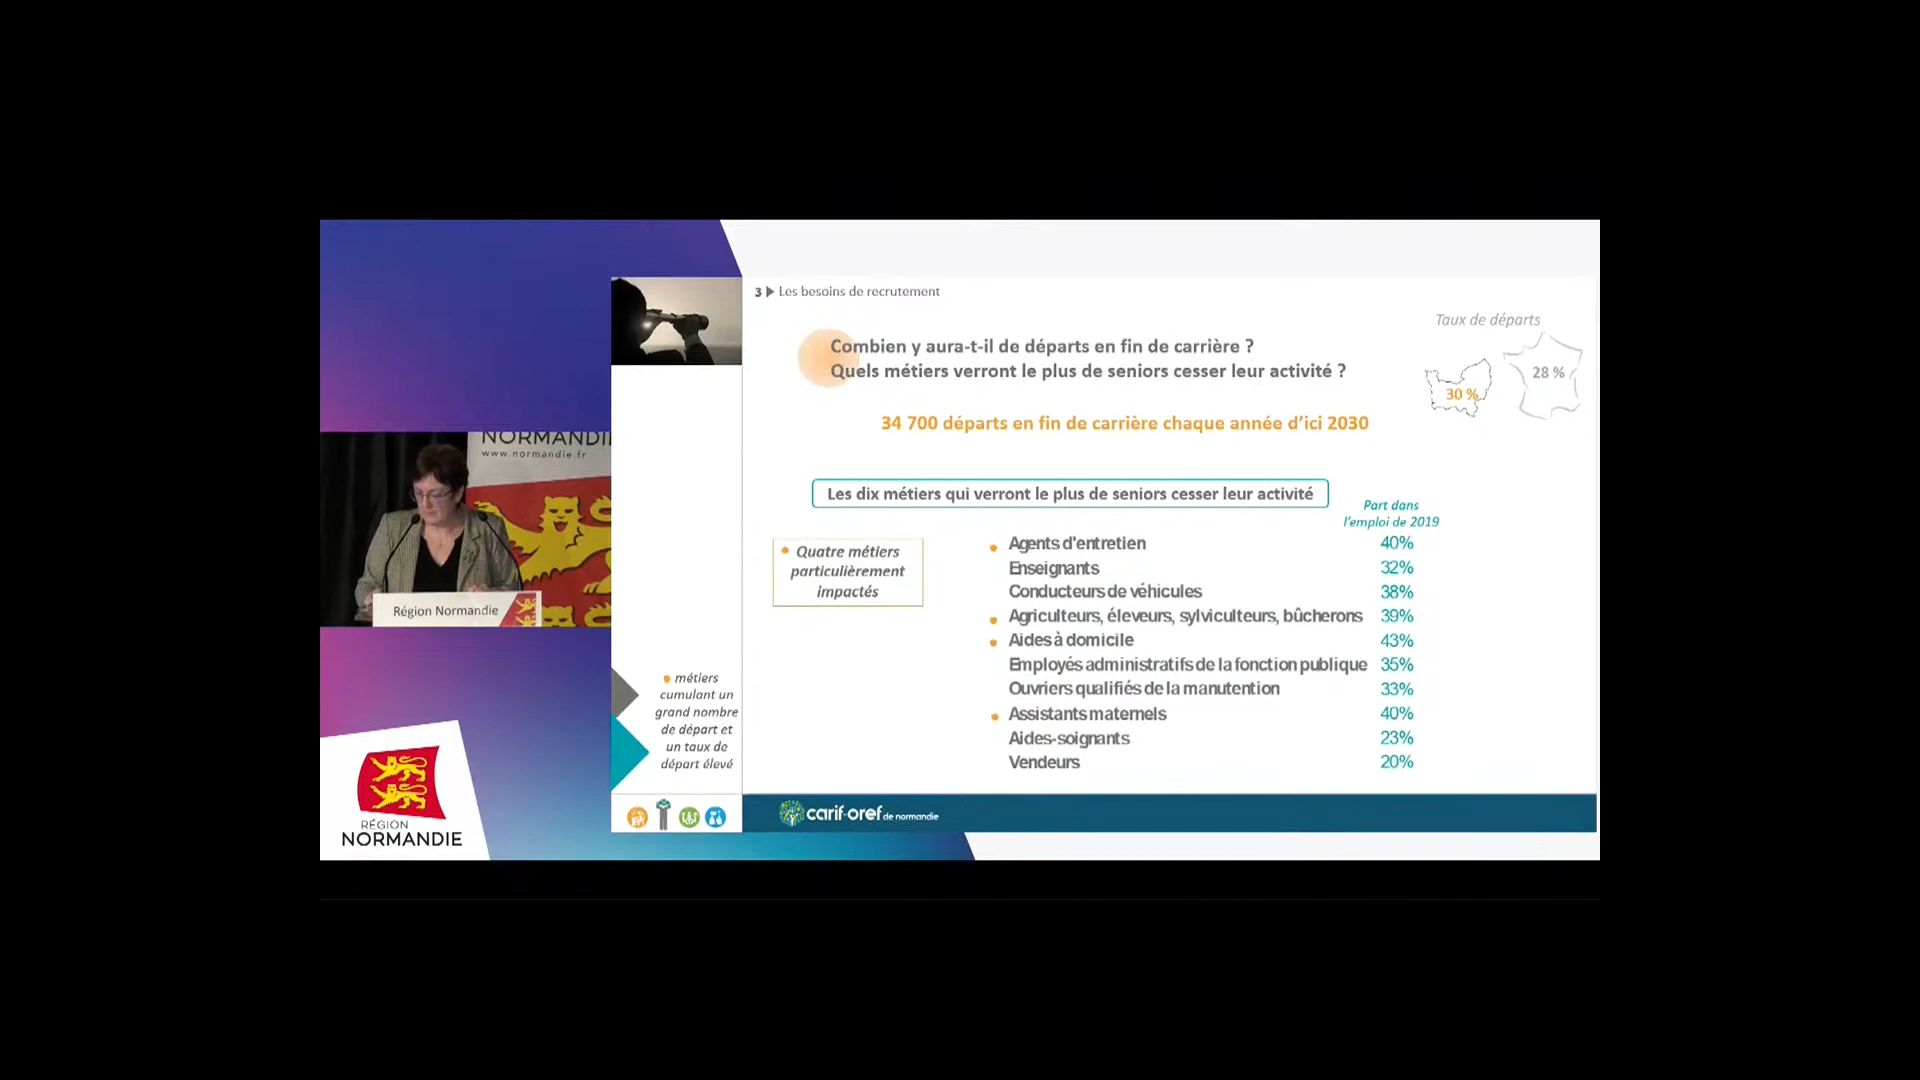 3 ▶ Les besoins de recrutement
Taux de départs
Combien y aura-t-il de départs en fin de carrière ?
Quels métiers verront le plus de seniors cesser leur activité ?
30 %
28 %
34 700 départs en fin de carrière chaque année d'ici 2030
NORMANDIE
www.normandie.fr
Région Normandie
Les dix métiers qui verront le plus de seniors cesser leur activité
Part dans
l'emploi de 2019
• Quatre métiers
particulièrement
impactés
• Agents d'entretien 40%
Enseignants 32%
Conducteurs de véhicules 38%
• Agriculteurs, éleveurs, sylviculteurs, bûcherons 39%
• Aides à domicile 43%
Employés administratifs de la fonction publique 35%
Ouvriers qualifiés de la manutention 33%
• Assistants maternels 40%
Aides-soignants 23%
Vendeurs 20%
• métiers
cumulant un
grand nombre
de départ et
un taux de
départ élevé
RÉGION
NORMANDIE
carif-oref de normandie